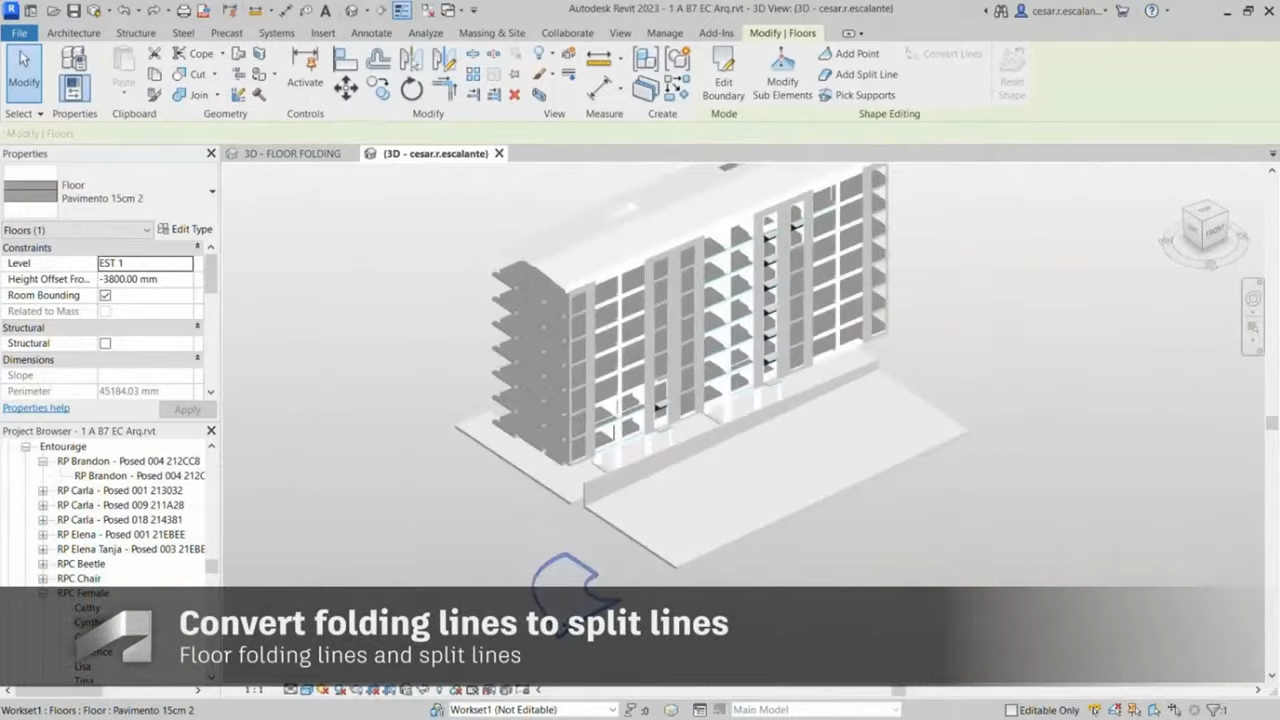 Autodesk Revit 2023 - 1 A B7 EC Arq.rvt - 3D View: {3D - cesar.r.escalante}
cesar.r.escalan...
File Architecture Structure Steel Precast Systems Insert Annotate Analyze Massing & Site Collaborate View Manage Add-Ins Modify | Floors
Cope
Add Point
Convert Lines
Modify
Paste
Cut
Activate
Edit
Boundary
Modify
Sub Elements
Add Split Line
Reset
Shape
Join
Pick Supports
Select Properties Clipboard Geometry Controls Modify View Measure Create Mode Shape Editing
Modify | Floors
Properties
3D - FLOOR FOLDING
{3D - cesar.r.escalante}
Floor
Pavimento 15cm 2
Floors (1)
Edit Type
Constraints
Level EST 1
Height Offset Fro... -3800.00 mm
Room Bounding
Related to Mass
Structural
Structural
Dimensions
Slope
Perimeter 45184.03 mm
Properties help
Apply
Project Browser - 1 A B7 EC Arq.rvt
Entourage
RP Brandon - Posed 004 212CC8
RP Brandon - Posed 004 212C
RP Carla - Posed 001 213032
RP Carla - Posed 009 211A28
RP Carla - Posed 018 214381
RP Elena - Posed 001 21EBEE
RP Elena Tanja - Posed 003 21EBE
RPC Beetle
RPC Chair
RPC Female
Cathy
Lisa
Tina
Convert folding lines to split lines
Floor folding lines and split lines
1:1
Workset1 : Floors : Floor : Pavimento 15cm 2
Workset1 (Not Editable)
:0
Main Model
Editable Only
:1